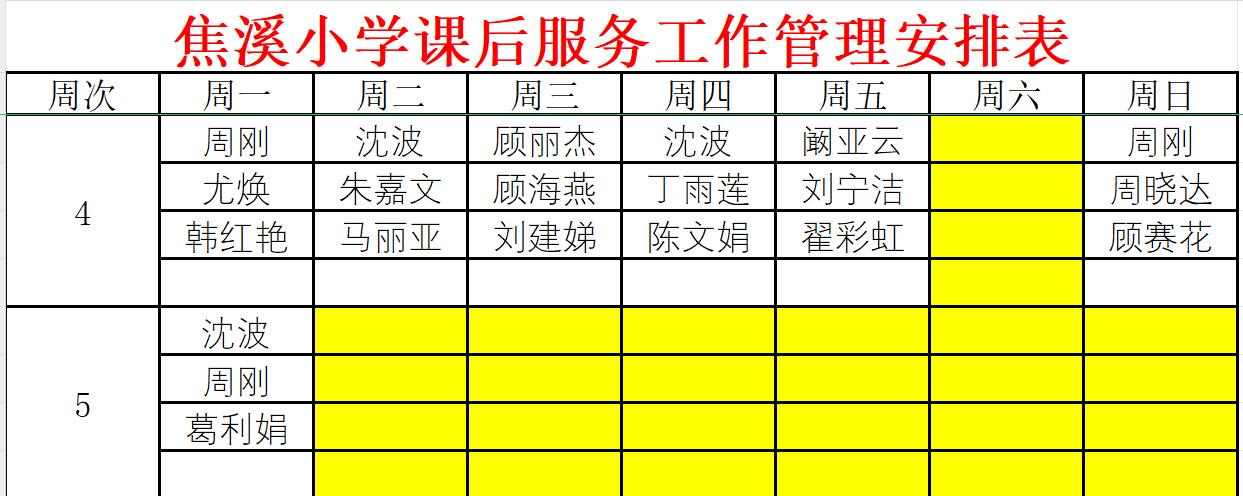 焦溪小学课后服务工作管理安排表
周次 周一 周二 周三 周四 周五 周六 周日
周刚 沈波 顾丽杰 沈波 阚亚云 周刚
尤焕 朱嘉文 顾海燕 丁雨莲 刘宁洁 周晓达
4
韩红艳 马丽亚 刘建娣 陈文娟 翟彩虹 顾赛花
沈波
周刚
5
葛利娟